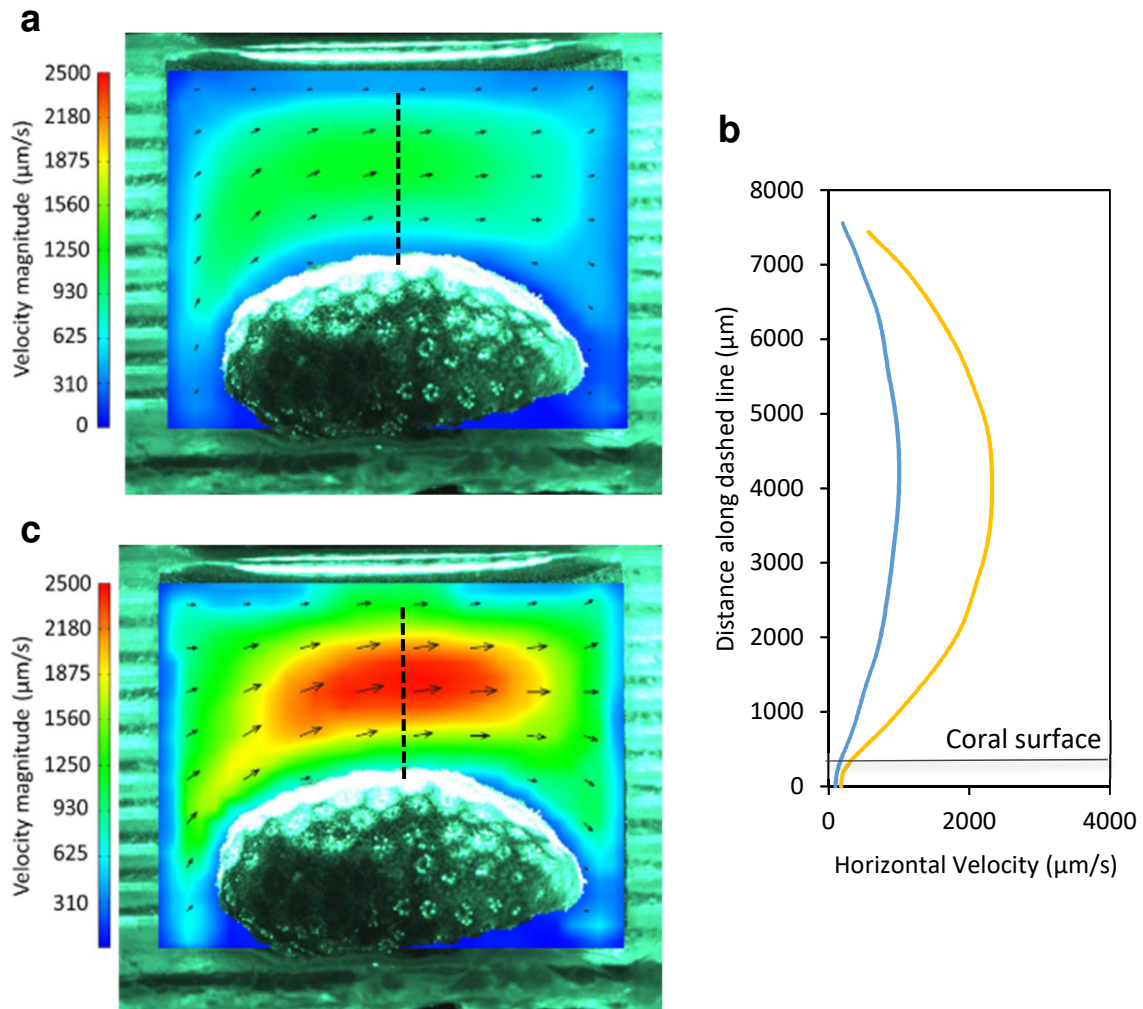 a
Velocity magnitude (µm/s)
2500
2180
1875
1560
1250
930
625
310
0
b
Distance along dashed line (µm)
8000
7000
6000
5000
4000
3000
2000
1000
0
Coral surface
0 2000 4000
Horizontal Velocity (µm/s)
c
Velocity magnitude (µm/s)
2500
2180
1875
1560
1250
930
625
310